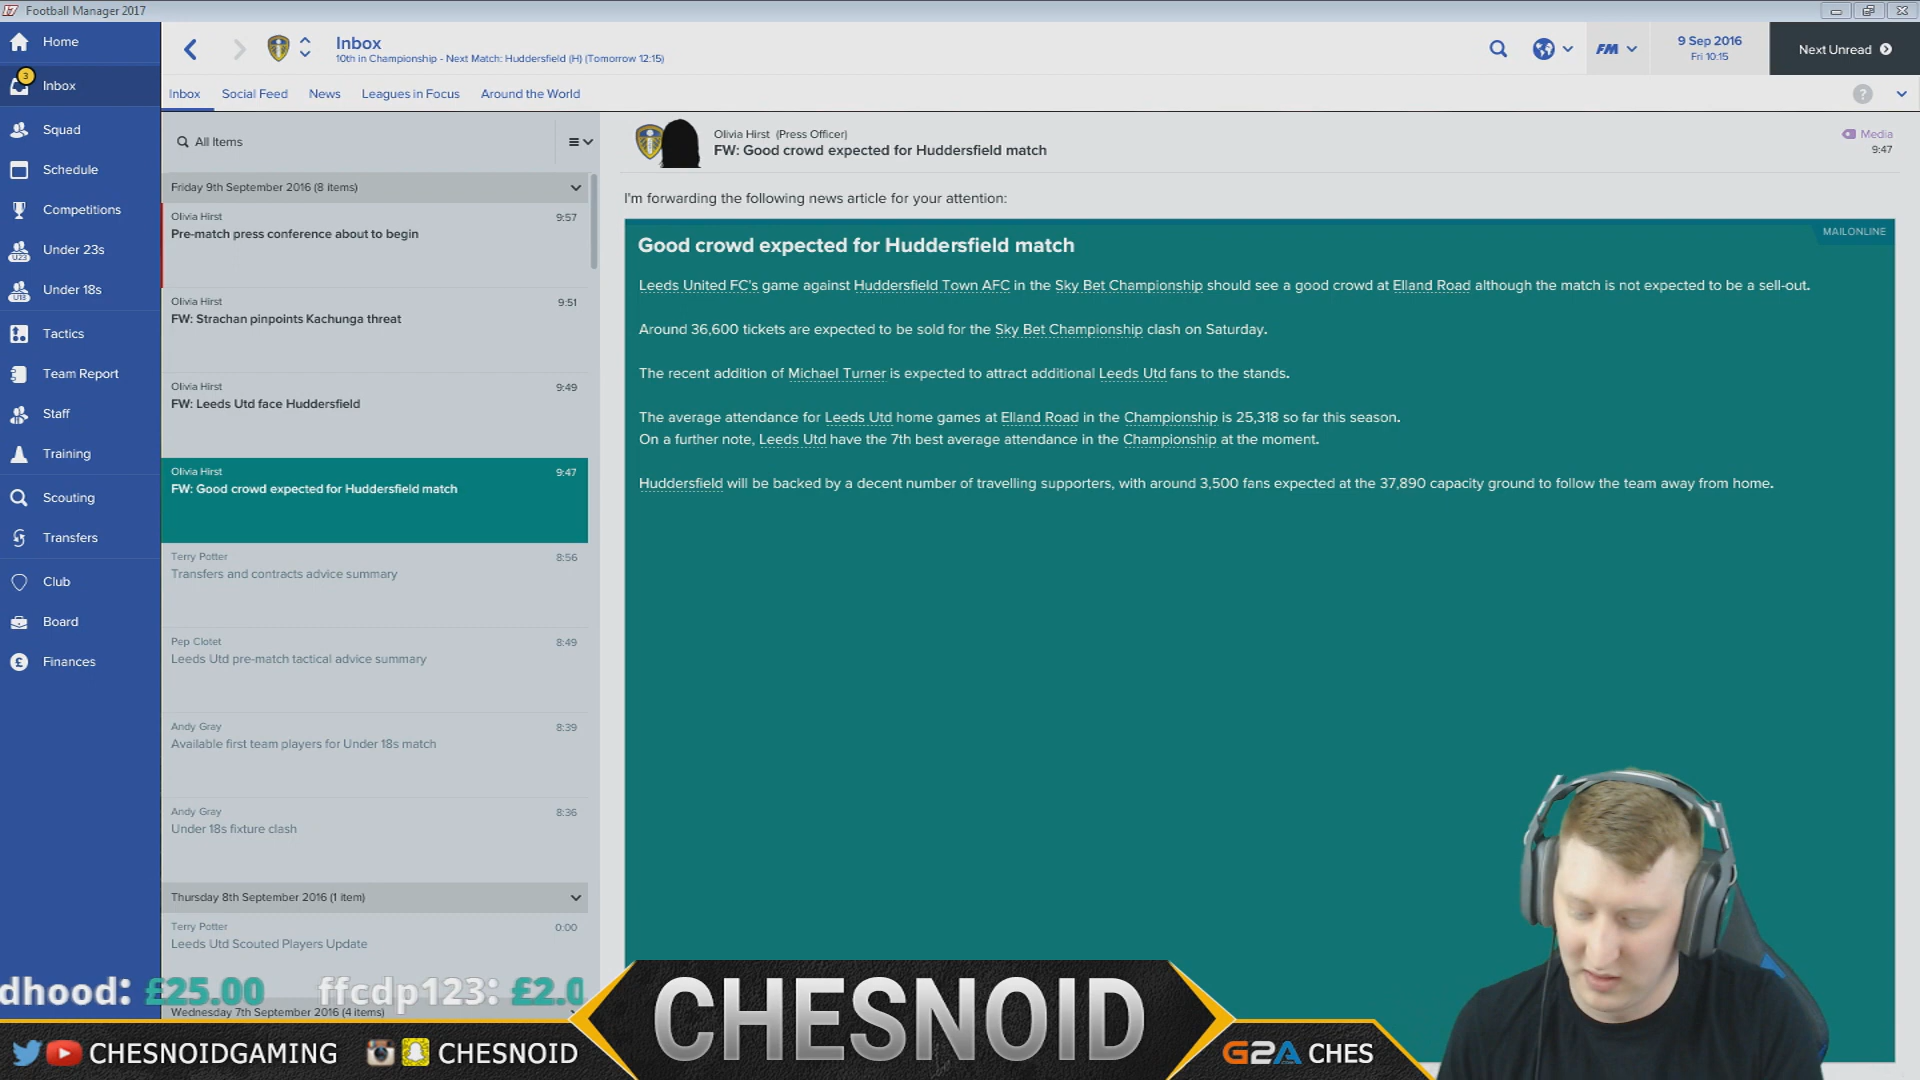 Football Manager 2017
Home
3
Inbox
Squad
Schedule
Competitions
U23
Under 23s
U18
Under 18s
Tactics
Team Report
Staff
Training
Scouting
Transfers
Club
Board
Finances
Inbox
10th in Championship - Next Match: Huddersfield (H) (Tomorrow 12:15)
FM
9 Sep 2016
Fri 10:15
Next Unread
Inbox
Social Feed
News
Leagues in Focus
Around the World
?
All Items
Friday 9th September 2016 (8 items)
Olivia Hirst 9:57
Pre-match press conference about to begin
Olivia Hirst 9:51
FW: Strachan pinpoints Kachunga threat
Olivia Hirst 9:49
FW: Leeds Utd face Huddersfield
Olivia Hirst 9:47
FW: Good crowd expected for Huddersfield match
Terry Potter 8:56
Transfers and contracts advice summary
Pep Clotet 8:49
Leeds Utd pre-match tactical advice summary
Andy Gray 8:39
Available first team players for Under 18s match
Andy Gray 8:36
Under 18s fixture clash
Thursday 8th September 2016 (1 item)
Terry Potter 0:00
Leeds Utd Scouted Players Update
Wednesday 7th September 2016 (4 items)
Olivia Hirst (Press Officer)
FW: Good crowd expected for Huddersfield match
Media
9:47
I'm forwarding the following news article for your attention:
MAILONLINE
Good crowd expected for Huddersfield match
Leeds United FC's game against Huddersfield Town AFC in the Sky Bet Championship should see a good crowd at Elland Road although the match is not expected to be a sell-out.
Around 36,600 tickets are expected to be sold for the Sky Bet Championship clash on Saturday.
The recent addition of Michael Turner is expected to attract additional Leeds Utd fans to the stands.
The average attendance for Leeds Utd home games at Elland Road in the Championship is 25,318 so far this season.
On a further note, Leeds Utd have the 7th best average attendance in the Championship at the moment.
Huddersfield will be backed by a decent number of travelling supporters, with around 3,500 fans expected at the 37,890 capacity ground to follow the team away from home.
dhood: £25.00 ffcdp123: £2.0
CHESNOIDGAMING
CHESNOID
CHESNOID
G2A CHES